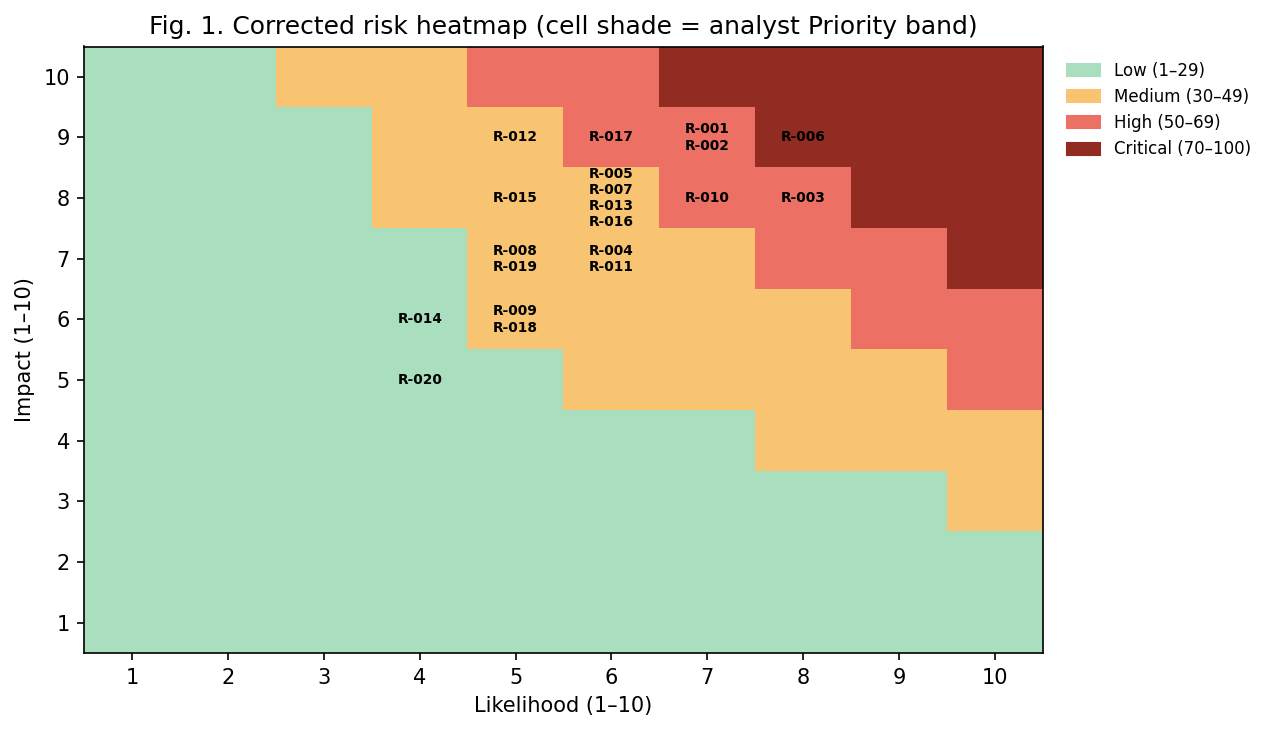 Fig. 1. Corrected risk heatmap (cell shade = analyst Priority band)
Low (1–29)
Medium (30–49)
High (50–69)
Critical (70–100)
Impact (1–10)
10
9
8
7
6
5
4
3
2
1
R-012
R-017
R-001
R-002
R-006
R-015
R-005
R-007
R-013
R-016
R-010
R-003
R-008
R-019
R-004
R-011
R-014
R-009
R-018
R-020
1 2 3 4 5 6 7 8 9 10
Likelihood (1–10)